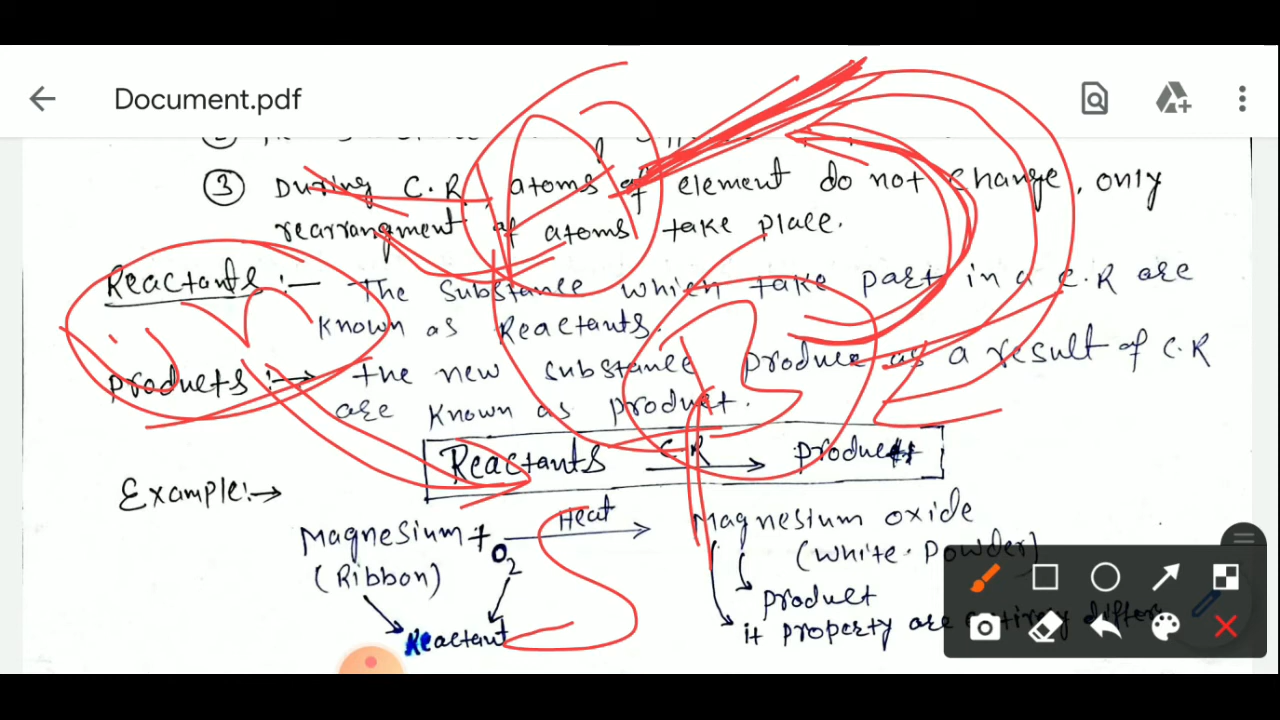 Document.pdf
③ During C.R, atoms of element do not change, only
rearrangment of atoms take place.
Reactants :- The Substance which take part in a C.R are
known as Reactants.
products :→ the new substance produce as a result of C.R
are known as product.
Reactants C.R → products
Example:→
Magnesium + O2 Heat → Magnesium oxide
(Ribbon) (White Powder)
product
Reactant it property are entirely differ
A
B